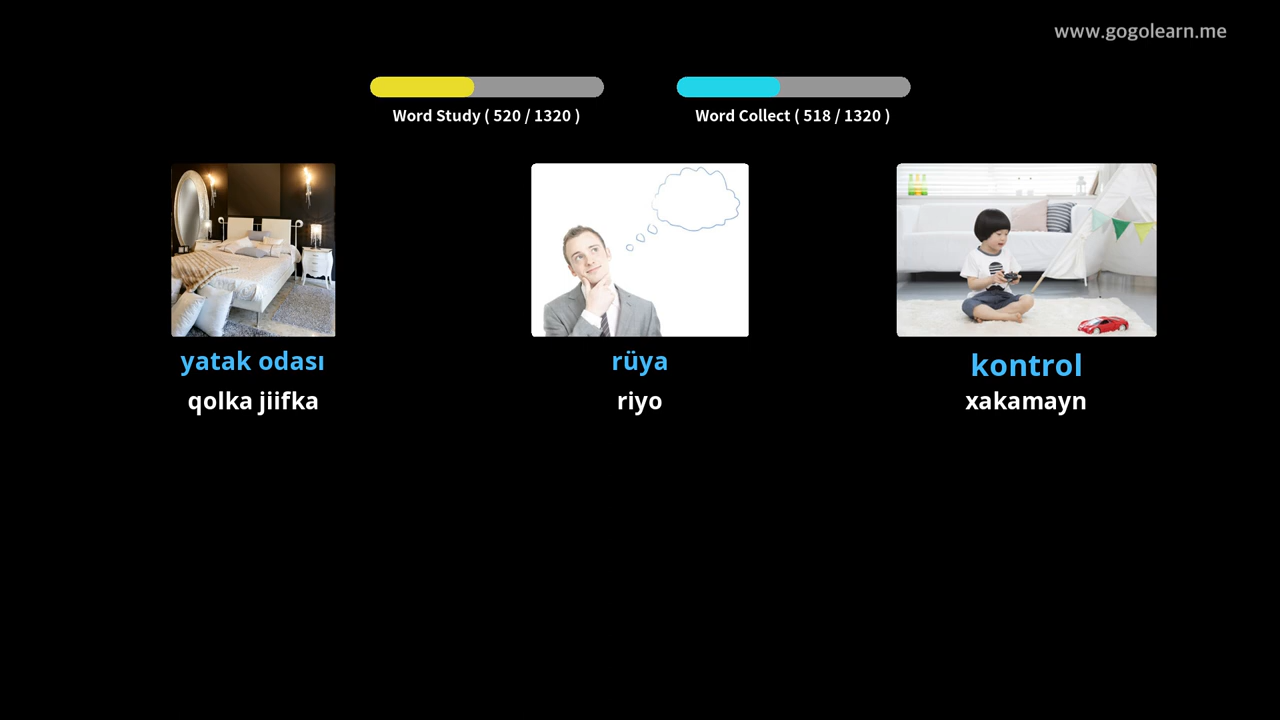 www.gogolearn.me
Word Study ( 520 / 1320 )
Word Collect ( 518 / 1320 )
yatak odası
qolka jiifka
rüya
riyo
kontrol
xakamayn